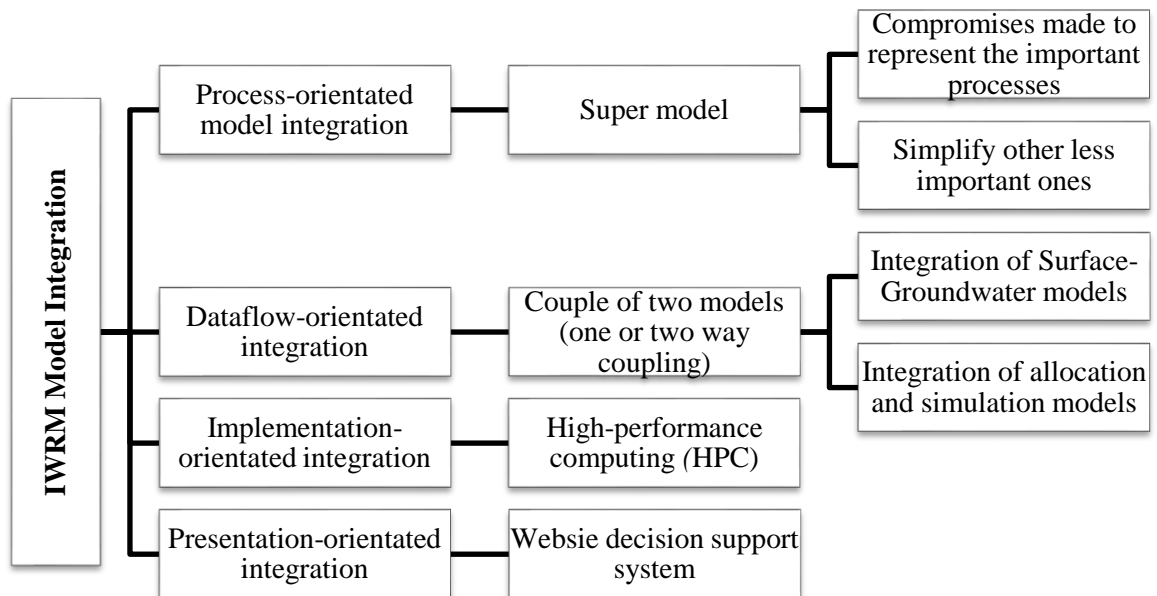 IWRM Model Integration
Process-orientated
model integration
Super model
Compromises made to
represent the important
processes
Simplify other less
important ones
Dataflow-orientated
integration
Couple of two models
(one or two way
coupling)
Integration of Surface-
Groundwater models
Integration of allocation
and simulation models
Implementation-
orientated integration
High-performance
computing (HPC)
Presentation-orientated
integration
Websie decision support
system